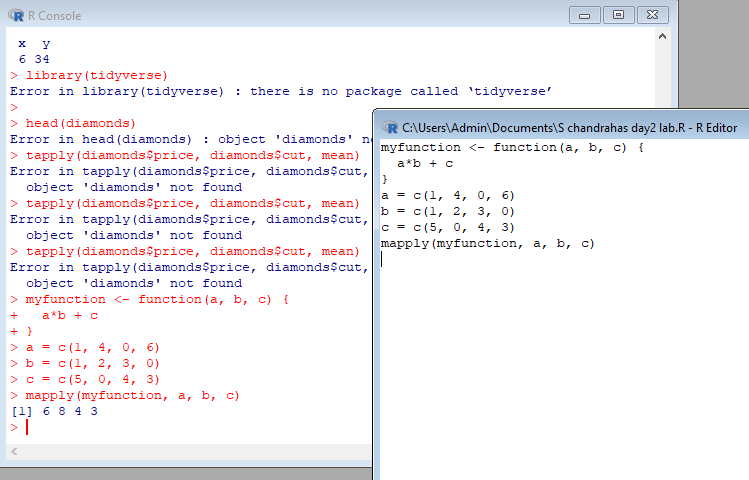 R Console
x y
6 34
> library(tidyverse)
Error in library(tidyverse) : there is no package called ‘tidyverse’
>
> head(diamonds)
Error in head(diamonds) : object 'diamonds' n
> tapply(diamonds$price, diamonds$cut, mean)
Error in tapply(diamonds$price, diamonds$cut,
object 'diamonds' not found
> tapply(diamonds$price, diamonds$cut, mean)
Error in tapply(diamonds$price, diamonds$cut,
object 'diamonds' not found
> tapply(diamonds$price, diamonds$cut, mean)
Error in tapply(diamonds$price, diamonds$cut,
object 'diamonds' not found
> myfunction <- function(a, b, c) {
+   a*b + c
+ }
> a = c(1, 4, 0, 6)
> b = c(1, 2, 3, 0)
> c = c(5, 0, 4, 3)
> mapply(myfunction, a, b, c)
[1] 6 8 4 3
>
C:\Users\Admin\Documents\S chandrahas day2 lab.R - R Editor
myfunction <- function(a, b, c) {
  a*b + c
}
a = c(1, 4, 0, 6)
b = c(1, 2, 3, 0)
c = c(5, 0, 4, 3)
mapply(myfunction, a, b, c)